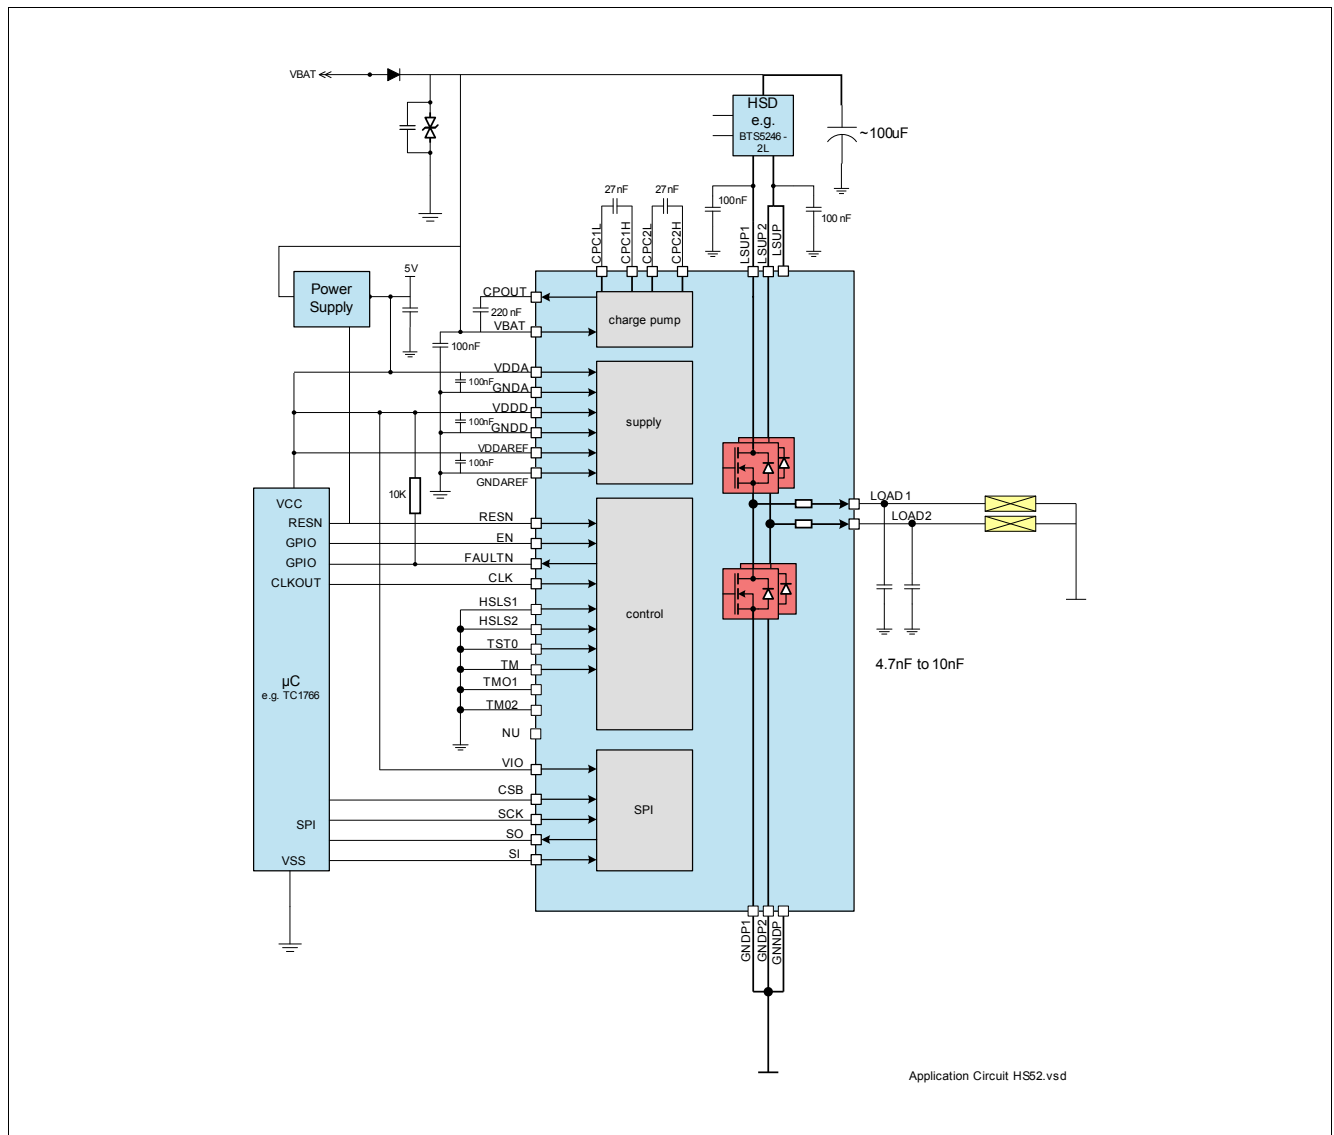 VBAT
HSD
e.g.
BTS5246 -
2L
~100uF
27nF
27nF
100nF
100nF
CPC1L
CPC1H
CPC2L
CPC2H
LSUP1
LSUP2
LSUP
5V
Power
Supply
CPOUT
220 nF
VBAT
100nF
charge pump
VDDA
100nF
GNDA
VDDD
100nF
GNDD
VDDAREF
100nF
GNDAREF
supply
10K
VCC
RESN
GPIO
GPIO
CLKOUT
RESN
EN
FAULTN
CLK
HSLS1
HSLS2
TST0
TM
TMO1
TM02
NU
control
LOAD1
LOAD2
4.7nF to 10nF
µC
e.g. TC1766
VIO
CSB
SCK
SO
SI
SPI
SPI
VSS
GNDP1
GNDP2
GNNDP
Application Circuit HS52.vsd